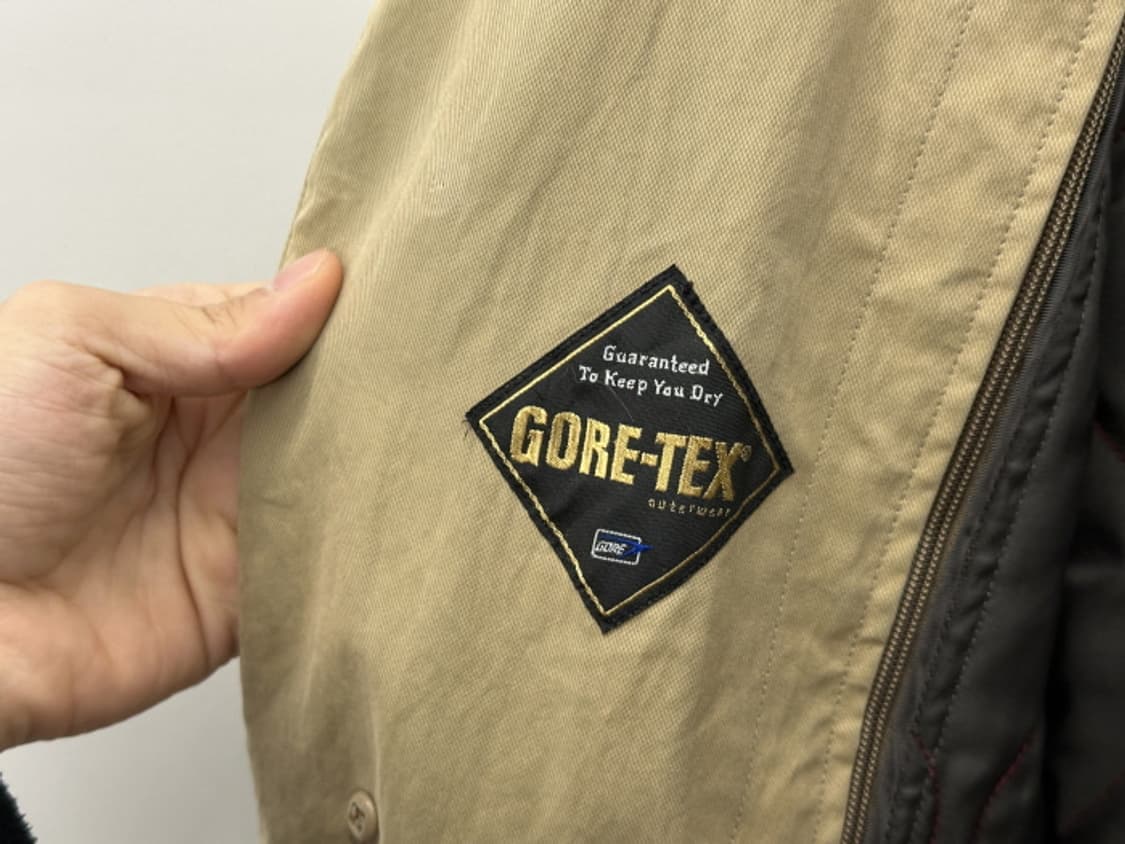 Guaranteed
To Keep You Dry
GORE-TEX®
outerwear
GORE